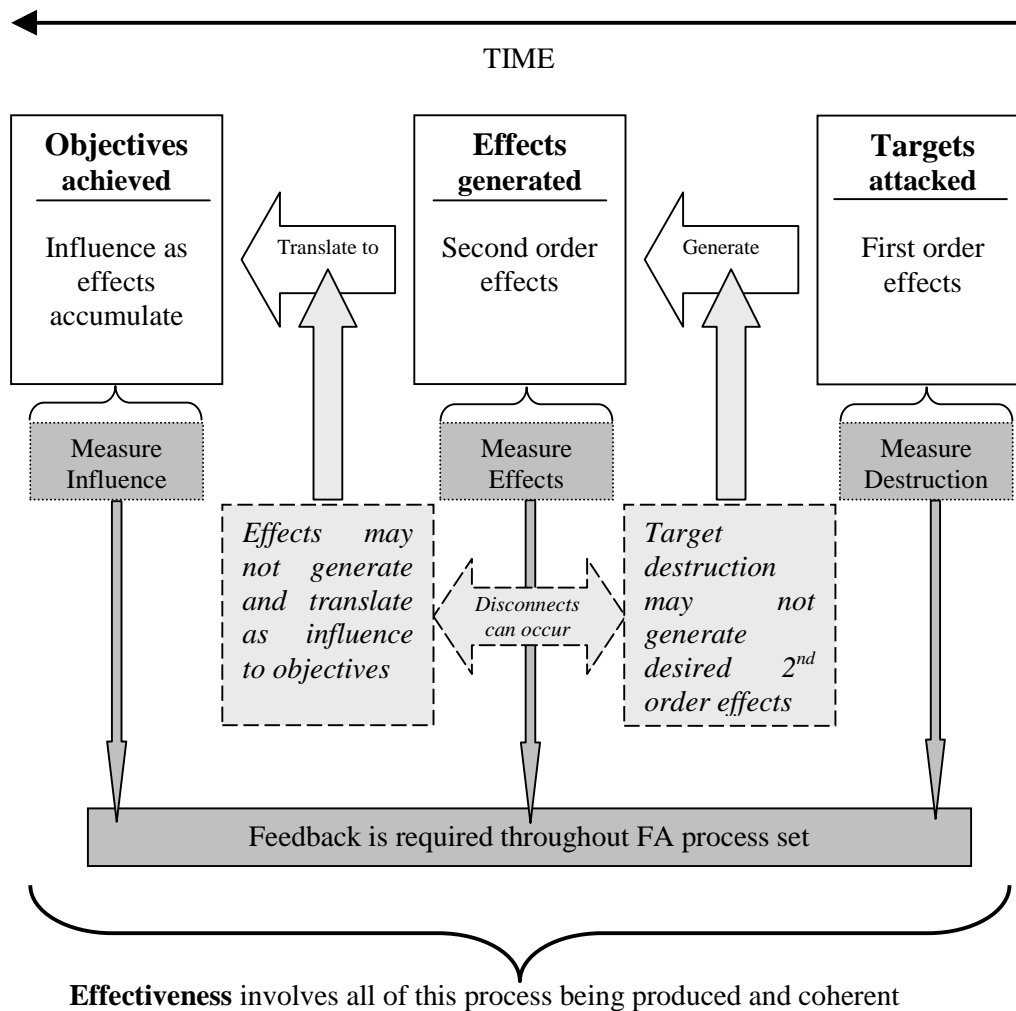 TIME
Objectives
achieved
Influence as
effects
accumulate
Translate to
Effects
generated
Second order
effects
Generate
Targets
attacked
First order
effects
Measure
Influence
Measure
Effects
Measure
Destruction
Effects may
not generate
and translate
as influence
to objectives
Disconnects
can occur
Target
destruction
may not
generate
desired 2nd
order effects
Feedback is required throughout FA process set
Effectiveness involves all of this process being produced and coherent